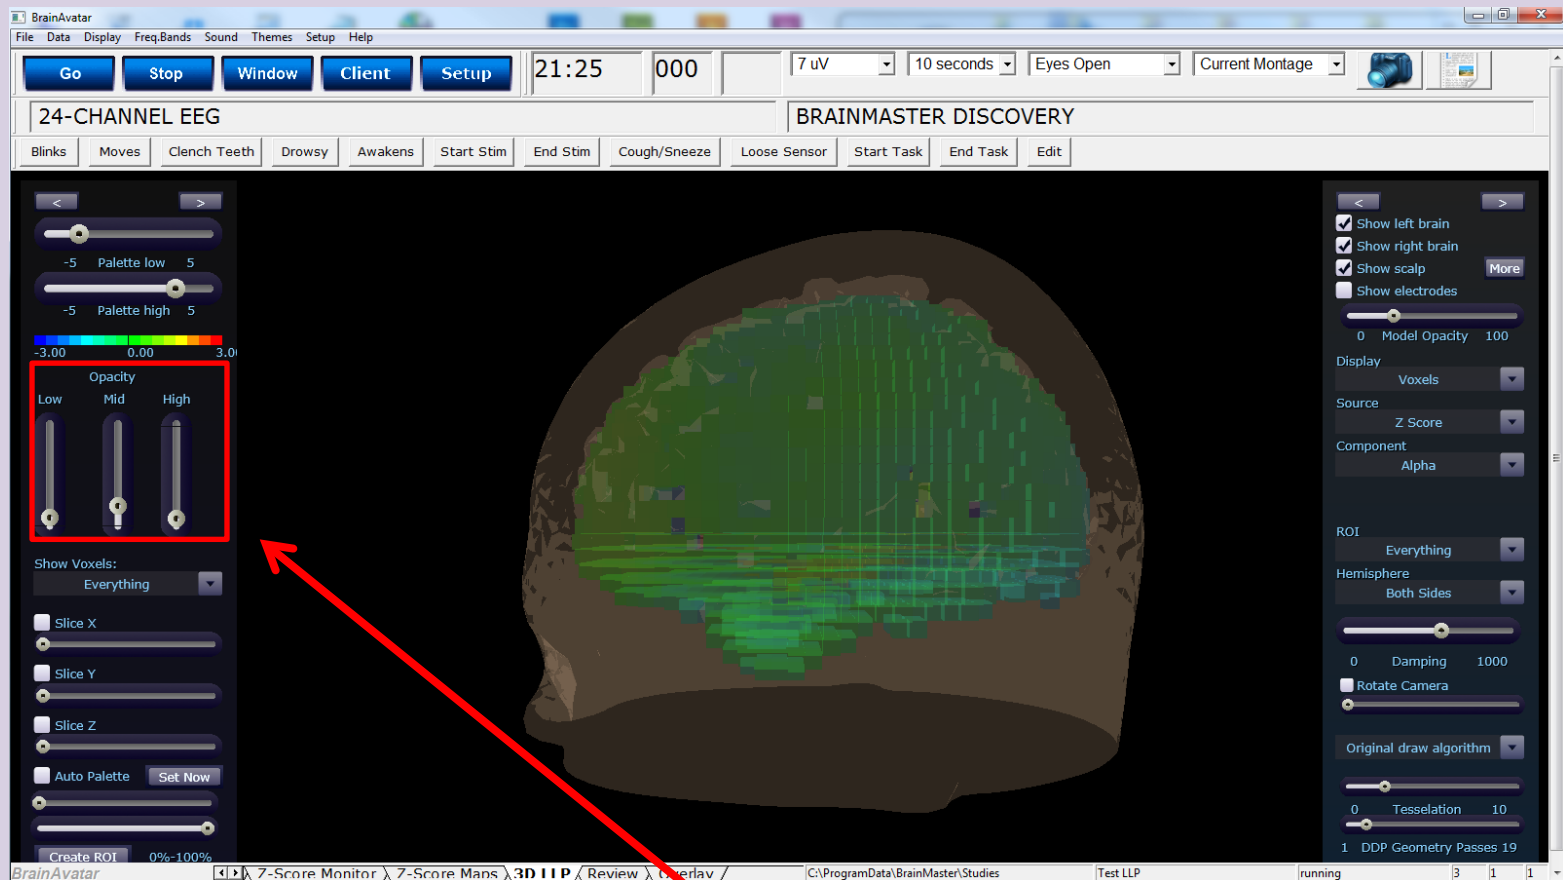 BrainAvatar
File Data Display Freq.Bands Sound Themes Setup Help
Go Stop Window Client Setup 21:25 000 7 uV 10 seconds Eyes Open Current Montage
24-CHANNEL EEG BRAINMASTER DISCOVERY
Blinks Moves Clench Teeth Drowsy Awakens Start Stim End Stim Cough/Sneeze Loose Sensor Start Task End Task Edit
< >
-5 Palette low 5
-5 Palette high 5
-3.00 0.00 3.0
Opacity
Low Mid High
Show Voxels:
Everything
Slice X
Slice Y
Slice Z
Auto Palette Set Now
Create ROI 0%-100%
< >
Show left brain
Show right brain
Show scalp More
Show electrodes
0 Model Opacity 100
Display
Voxels
Source
Z Score
Component
Alpha
ROI
Everything
Hemisphere
Both Sides
0 Damping 1000
Rotate Camera
Original draw algorithm
0 Tesselation 10
1 DDP Geometry Passes 19
BrainAvatar Z-Score Monitor Z-Score Maps 3D LLP Review Overlay C:\ProgramData\BrainMaster\Studies Test LLP running 3 1 1